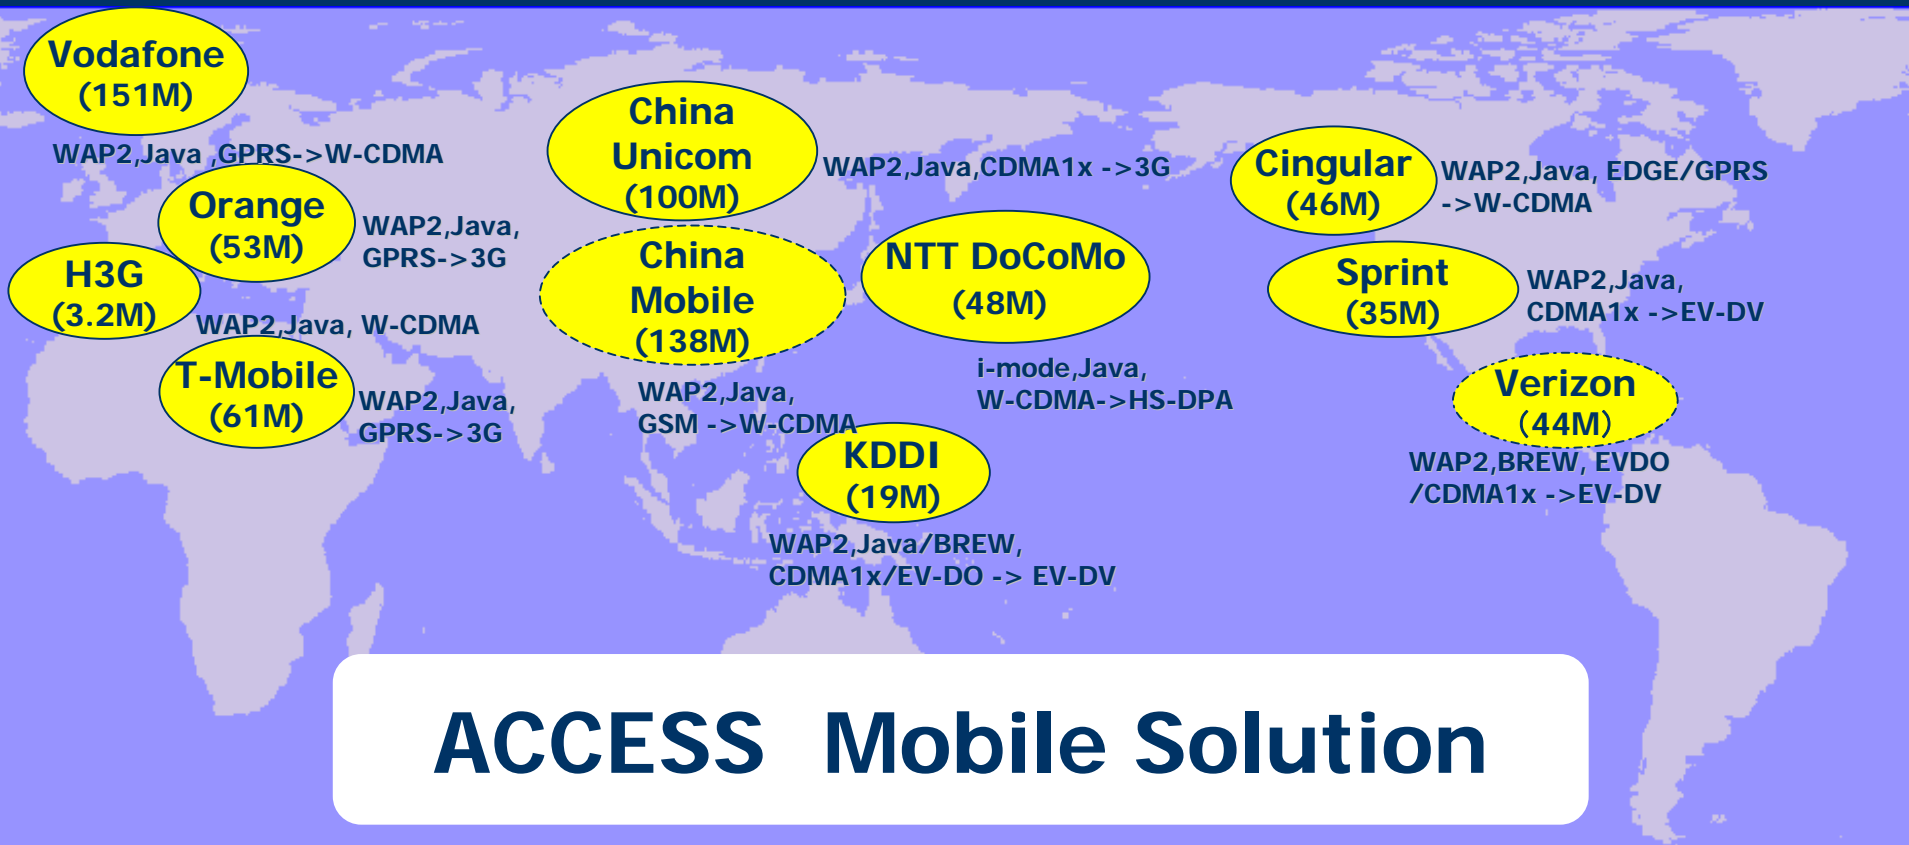 Vodafone
(151M)
WAP2,Java ,GPRS->W-CDMA
Orange
(53M)
WAP2,Java,
GPRS->3G
H3G
(3.2M)
WAP2,Java, W-CDMA
T-Mobile
(61M)
WAP2,Java,
GPRS->3G
China
Unicom
(100M)
WAP2,Java,CDMA1x ->3G
China
Mobile
(138M)
WAP2,Java,
GSM ->W-CDMA
NTT DoCoMo
(48M)
i-mode,Java,
W-CDMA->HS-DPA
KDDI
(19M)
WAP2,Java/BREW,
CDMA1x/EV-DO -> EV-DV
Cingular
(46M)
WAP2,Java, EDGE/GPRS
->W-CDMA
Sprint
(35M)
WAP2,Java,
CDMA1x ->EV-DV
Verizon
(44M)
WAP2,BREW, EVDO
/CDMA1x ->EV-DV
ACCESS Mobile Solution